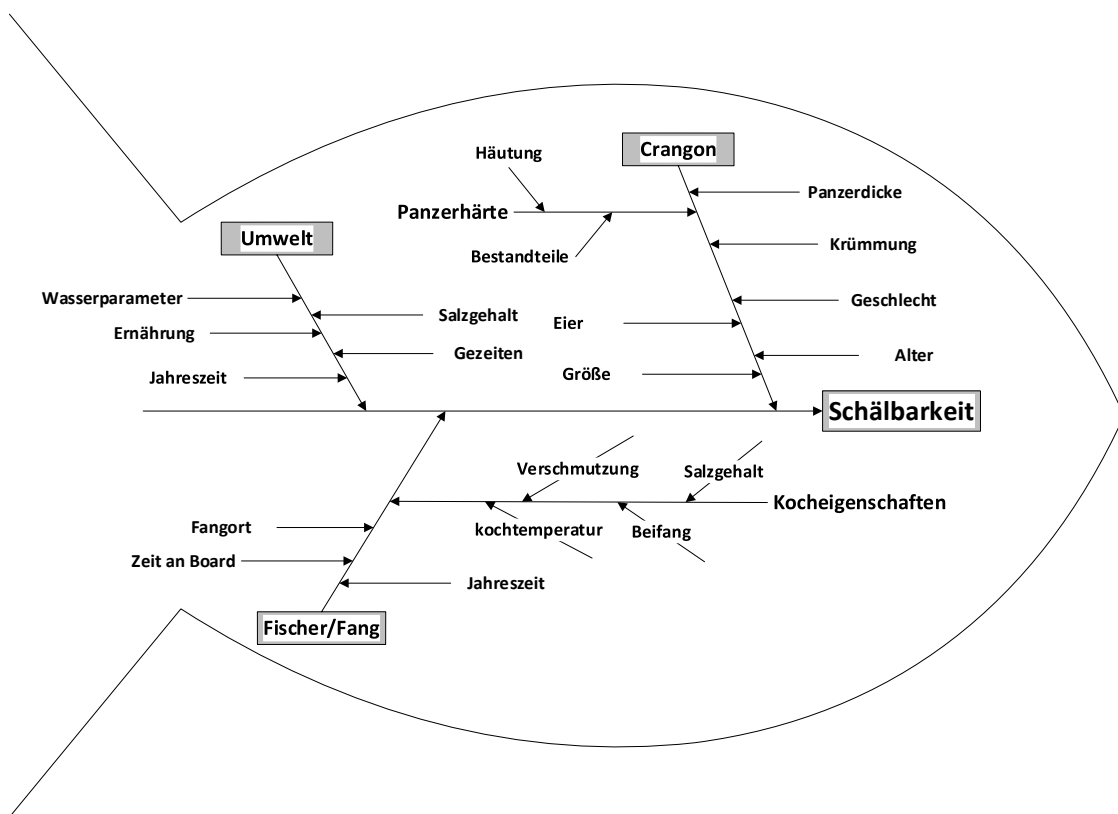 Crangon
Häutung
Panzerdicke
Panzerhärte
Umwelt
Krümmung
Bestandteile
Wasserparameter
Geschlecht
Salzgehalt
Eier
Ernährung
Gezeiten
Alter
Größe
Jahreszeit
Schälbarkeit
Verschmutzung
Salzgehalt
Kocheigenschaften
Fangort
kochtemperatur
Beifang
Zeit an Board
Jahreszeit
Fischer/Fang